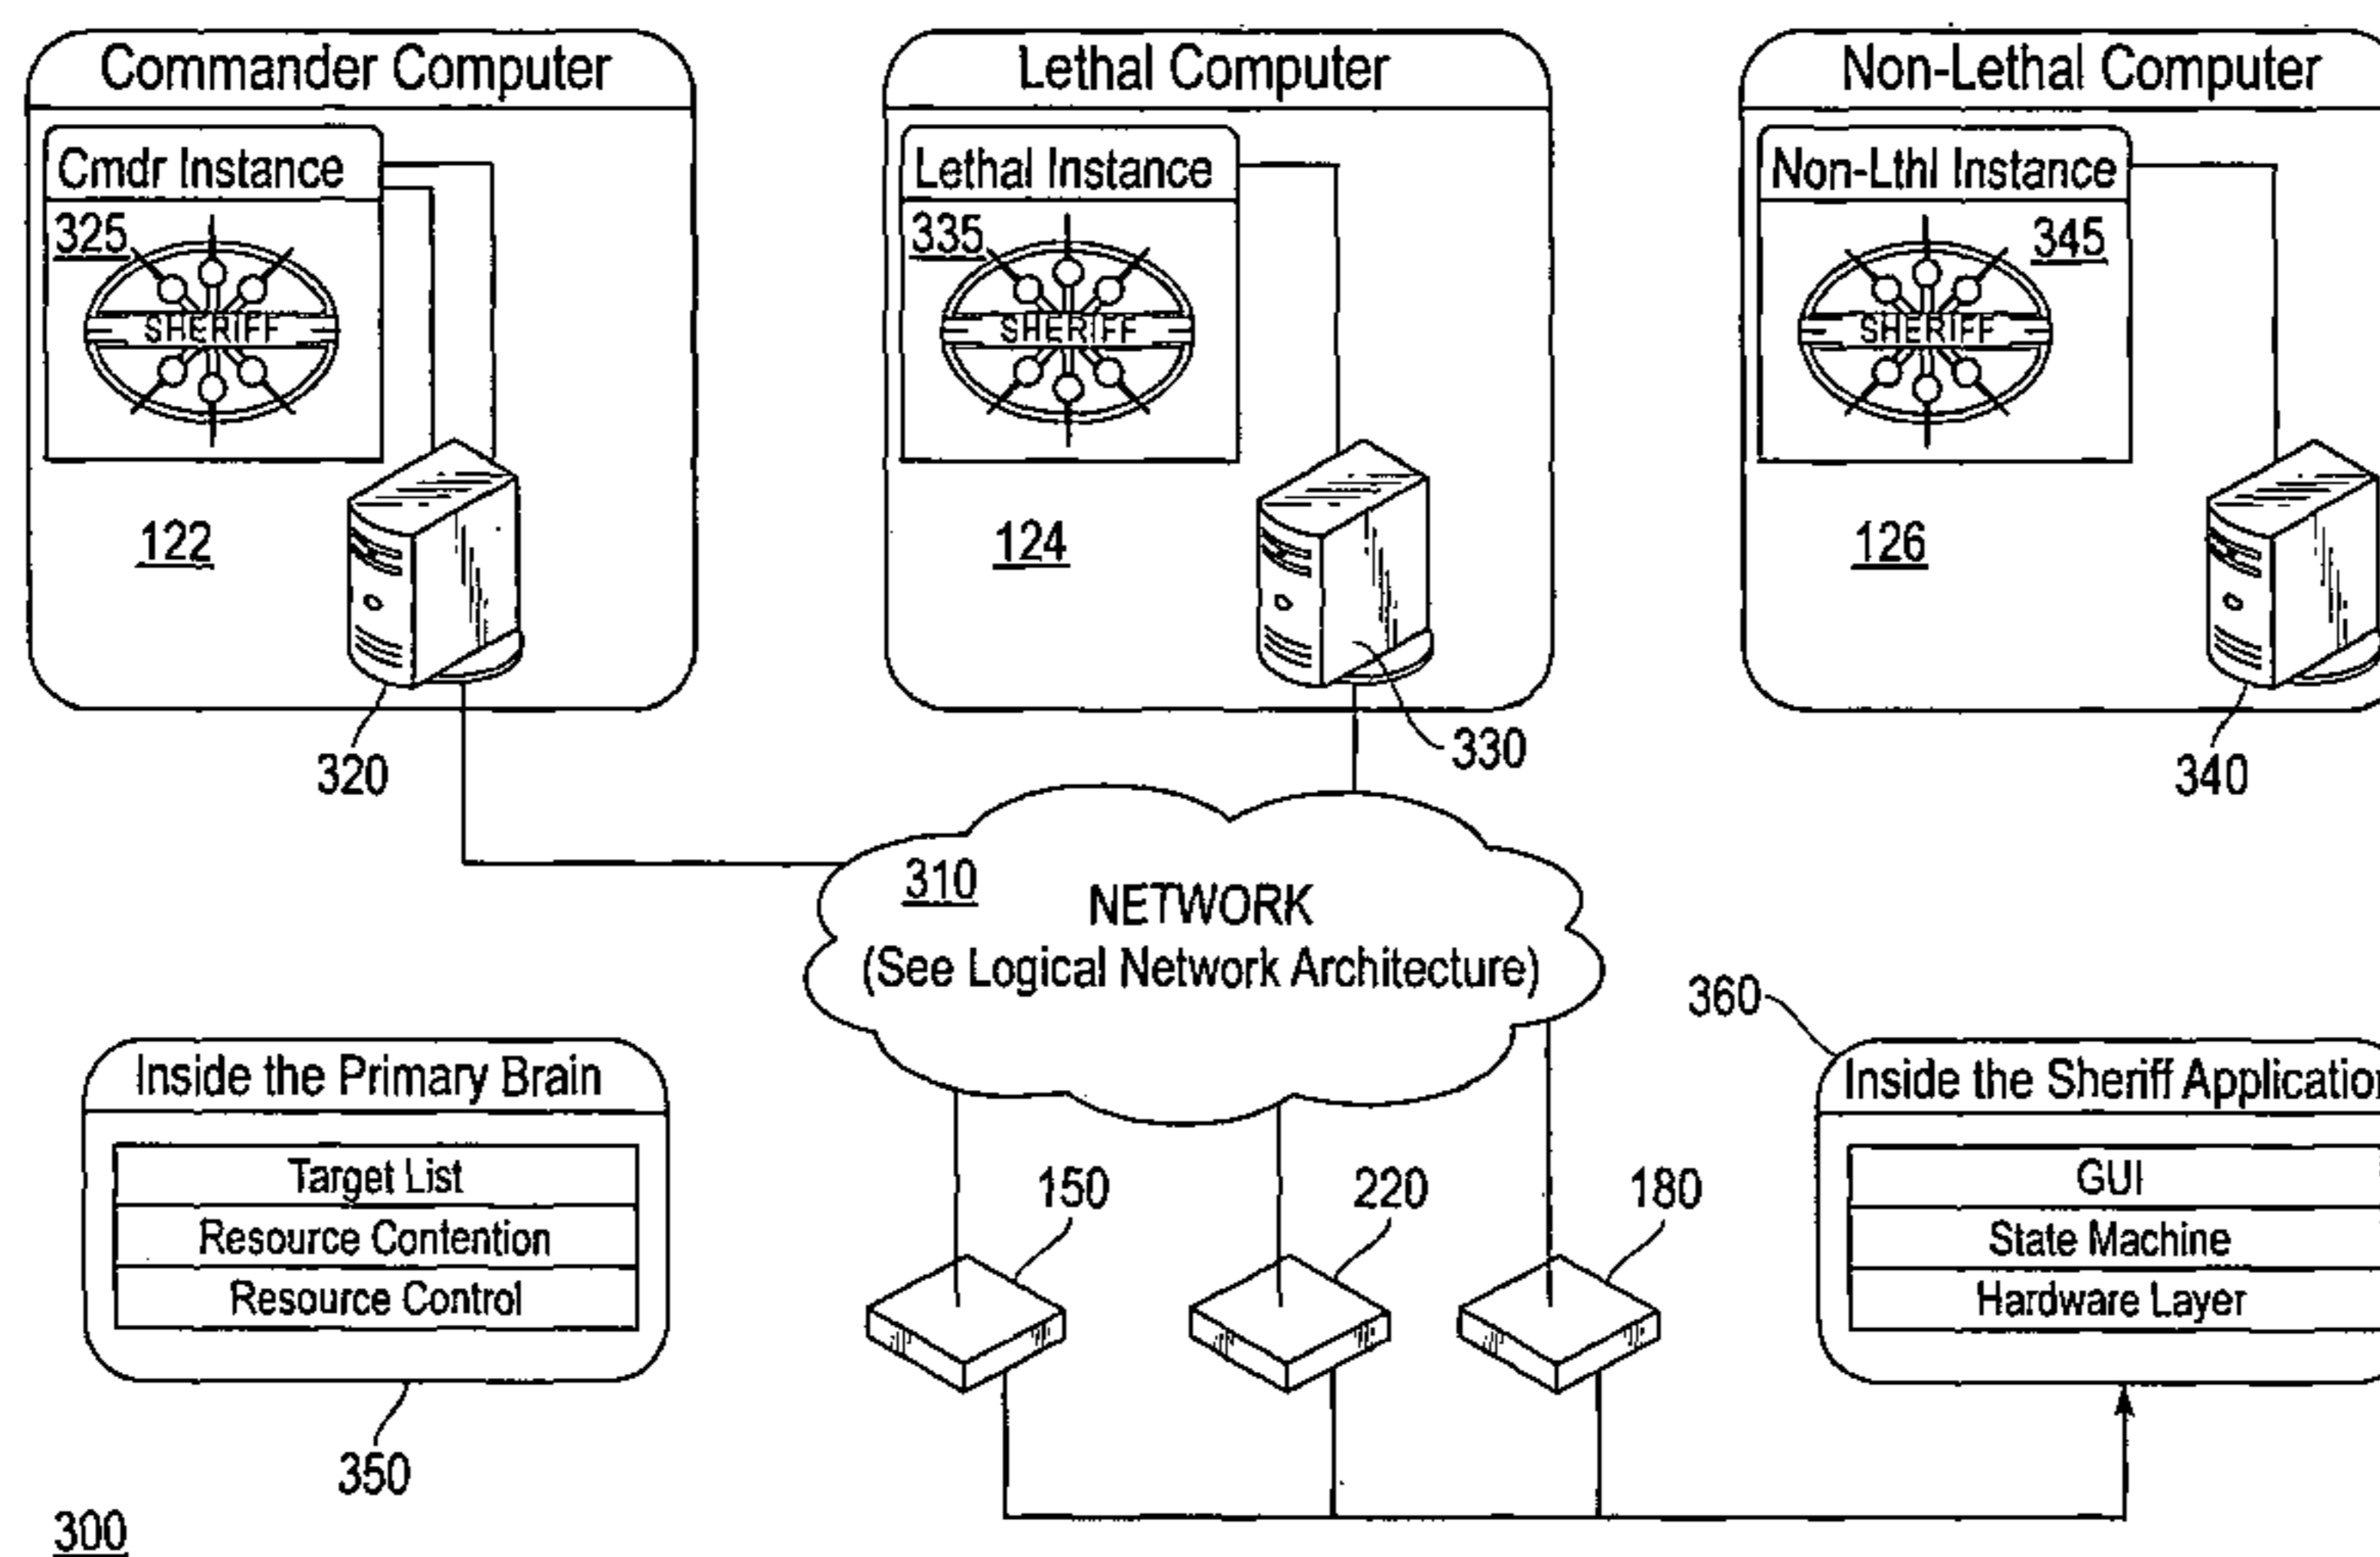 Commander Computer
Cmdr Instance
325
SHERIFF
122
320
Lethal Computer
Lethal Instance
335
SHERIFF
124
330
Non-Lethal Computer
Non-Lthl Instance
345
SHERIFF
126
340
310
NETWORK
(See Logical Network Architecture)
Inside the Primary Brain
Target List
Resource Contention
Resource Control
350
150
220
180
360
Inside the Sheriff Application
GUI
State Machine
Hardware Layer
300